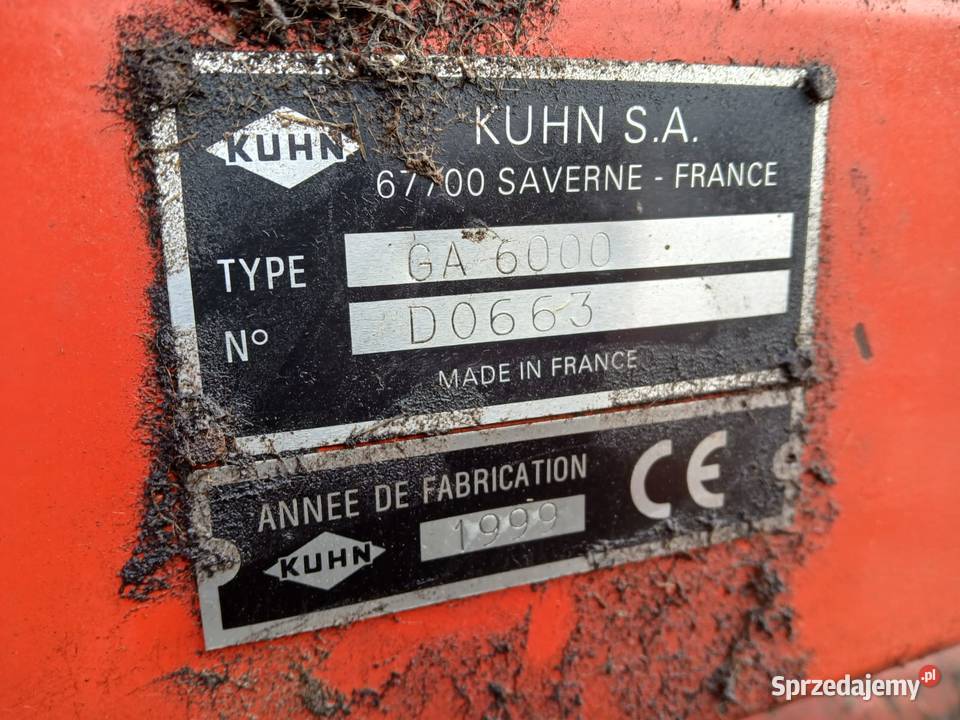 KUHN
KUHN S.A.
67700 SAVERNE - FRANCE
TYPE GA 6000
N° D0663
MADE IN FRANCE
ANNEE DE FABRICATION
CE
KUHN
1999
Sprzedajemy.pl